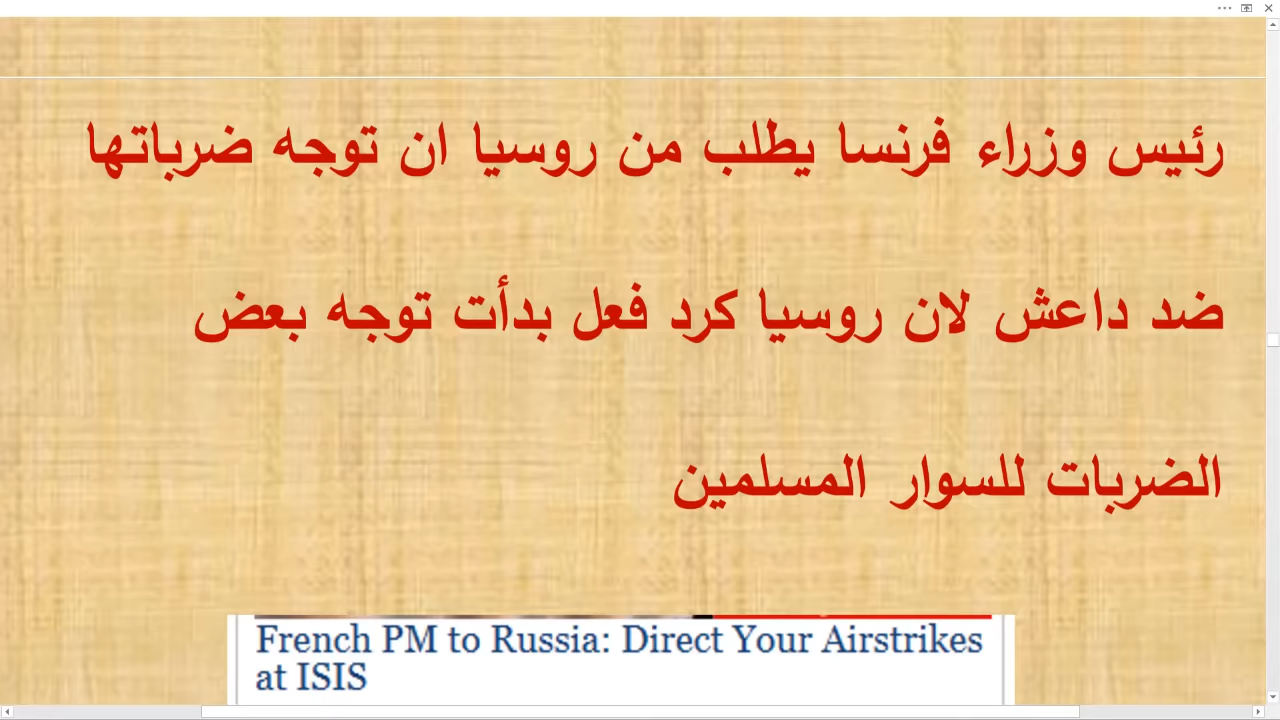 رئيس وزراء فرنسا يطلب من روسيا ان توجه ضرباتها
ضد داعش لان روسيا كرد فعل بدأت توجه بعض
الضربات للسوار المسلمين
French PM to Russia: Direct Your Airstrikes
at ISIS